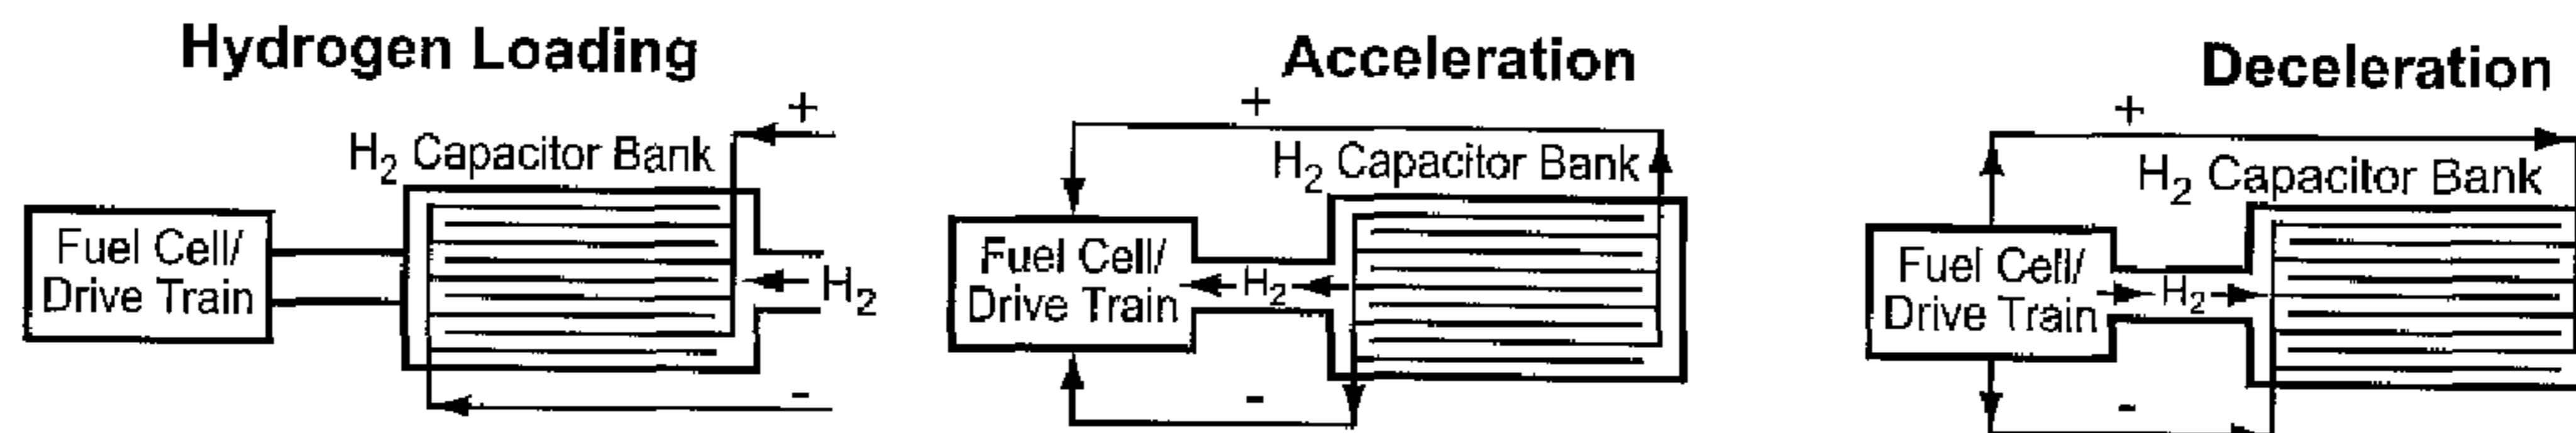 Hydrogen Loading
+
H₂ Capacitor Bank
Fuel Cell/
Drive Train
H₂
-
Acceleration
+
H₂ Capacitor Bank
Fuel Cell/
Drive Train
H₂
-
Deceleration
+
H₂ Capacitor Bank
Fuel Cell/
Drive Train
H₂
-